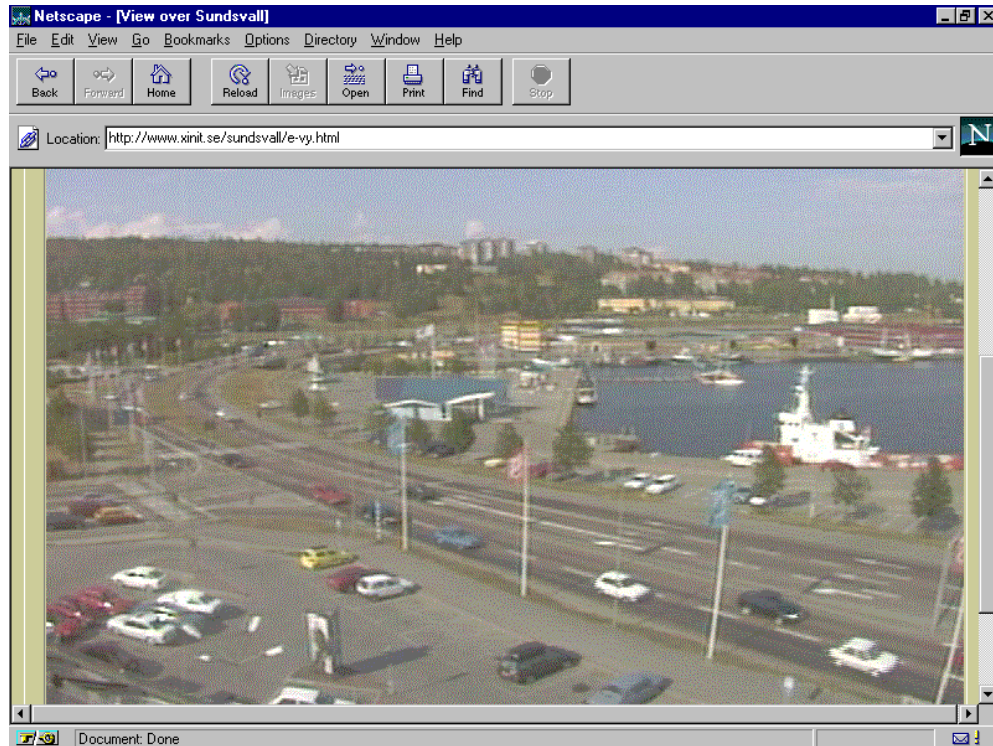 Netscape - [View over Sundsvall]
File Edit View Go Bookmarks Options Directory Window Help
Back Forward Home Reload Images Open Print Find Stop
Location: http://www.xinit.se/sundsvall/e-vy.html
N
Document: Done